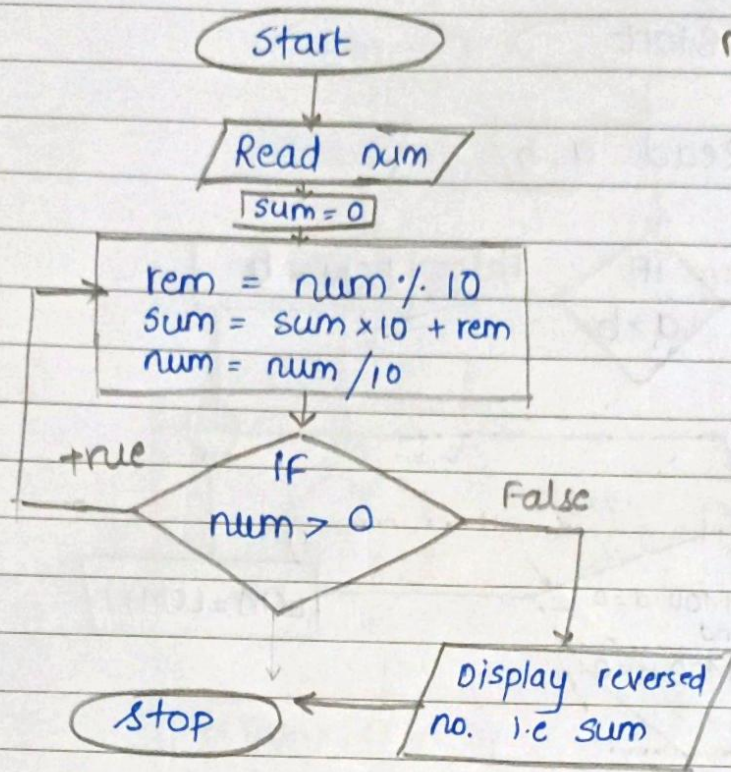 Start
Read num
sum = 0
rem = num % 10
sum = sum × 10 + rem
num = num / 10
true
if
num > 0
False
Display reversed
no. i.e sum
Stop